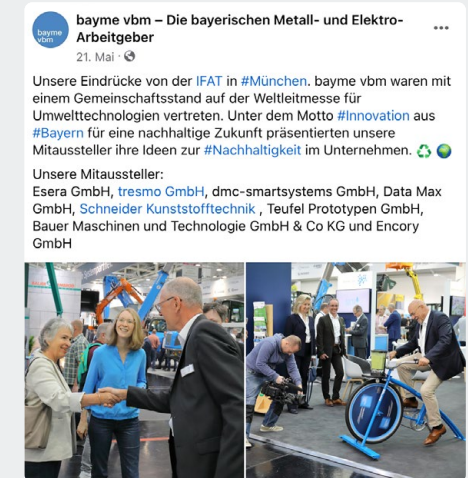 bayme
vbm
bayme vbm – Die bayerischen Metall- und Elektro-
Arbeitgeber
21. Mai ·
Unsere Eindrücke von der IFAT in #München. bayme vbm waren mit
einem Gemeinschaftsstand auf der Weltleitmesse für
Umwelttechnologien vertreten. Unter dem Motto #Innovation aus
#Bayern für eine nachhaltige Zukunft präsentierten unsere
Mitaussteller ihre Ideen zur #Nachhaltigkeit im Unternehmen. ♻️ 🌍
Unsere Mitaussteller:
Esera GmbH, tresmo GmbH, dmc-smartsystems GmbH, Data Max
GmbH, Schneider Kunststofftechnik , Teufel Prototypen GmbH,
Bauer Maschinen und Technologie GmbH & Co KG und Encory
GmbH